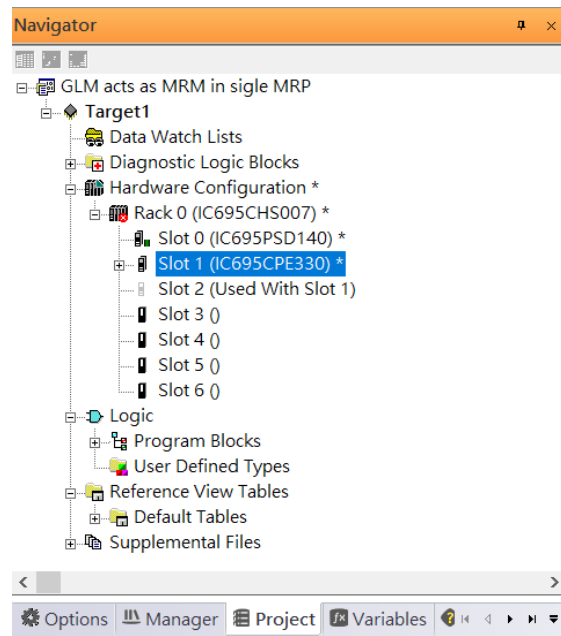 Navigator
GLM acts as MRM in sigle MRP
Target1
Data Watch Lists
Diagnostic Logic Blocks
Hardware Configuration *
Rack 0 (IC695CHS007) *
Slot 0 (IC695PSD140) *
Slot 1 (IC695CPE330) *
Slot 2 (Used With Slot 1)
Slot 3 ()
Slot 4 ()
Slot 5 ()
Slot 6 ()
Logic
Program Blocks
User Defined Types
Reference View Tables
Default Tables
Supplemental Files
Options Manager Project Variables